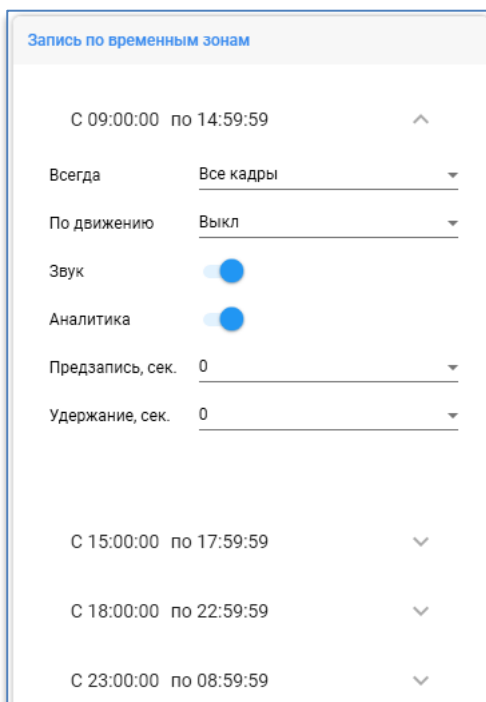 Запись по временным зонам
С 09:00:00 по 14:59:59
Всегда Все кадры
По движению Выкл
Звук
Аналитика
Предзапись, сек. 0
Удержание, сек. 0
С 15:00:00 по 17:59:59
С 18:00:00 по 22:59:59
С 23:00:00 по 08:59:59